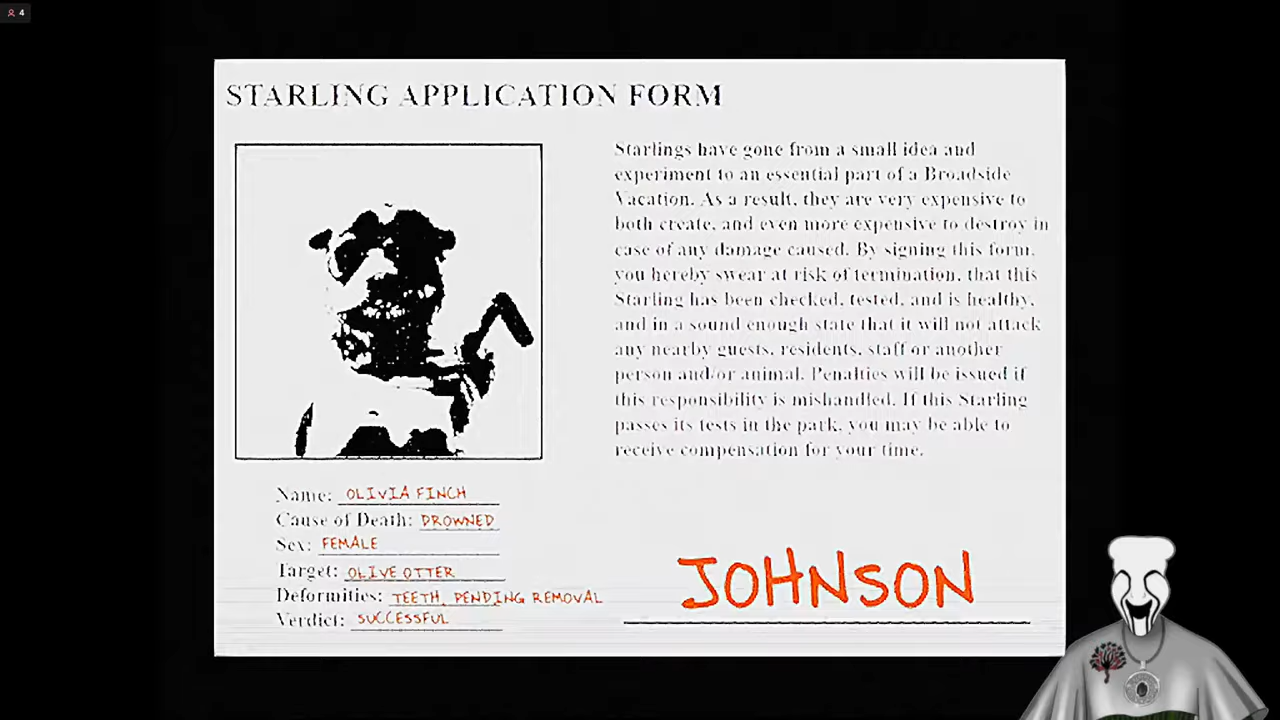 4
STARLING APPLICATION FORM
Starlings have gone from a small idea and
experiment to an essential part of a Broadside
Vacation. As a result, they are very expensive to
both create, and even more expensive to destroy in
case of any damage caused. By signing this form,
you hereby swear at risk of termination, that this
Starling has been checked, tested, and is healthy,
and in a sound enough state that it will not attack
any nearby guests, residents, staff or another
person and/or animal. Penalties will be issued if
this responsibility is mishandled. If this Starling
passes its tests in the park, you may be able to
receive compensation for your time.
Name: OLIVIA FINCH
Cause of Death: DROWNED
Sex: FEMALE
Target: OLIVE OTTER
Deformities: TEETH, PENDING REMOVAL
Verdict: SUCCESSFUL
JOHNSON